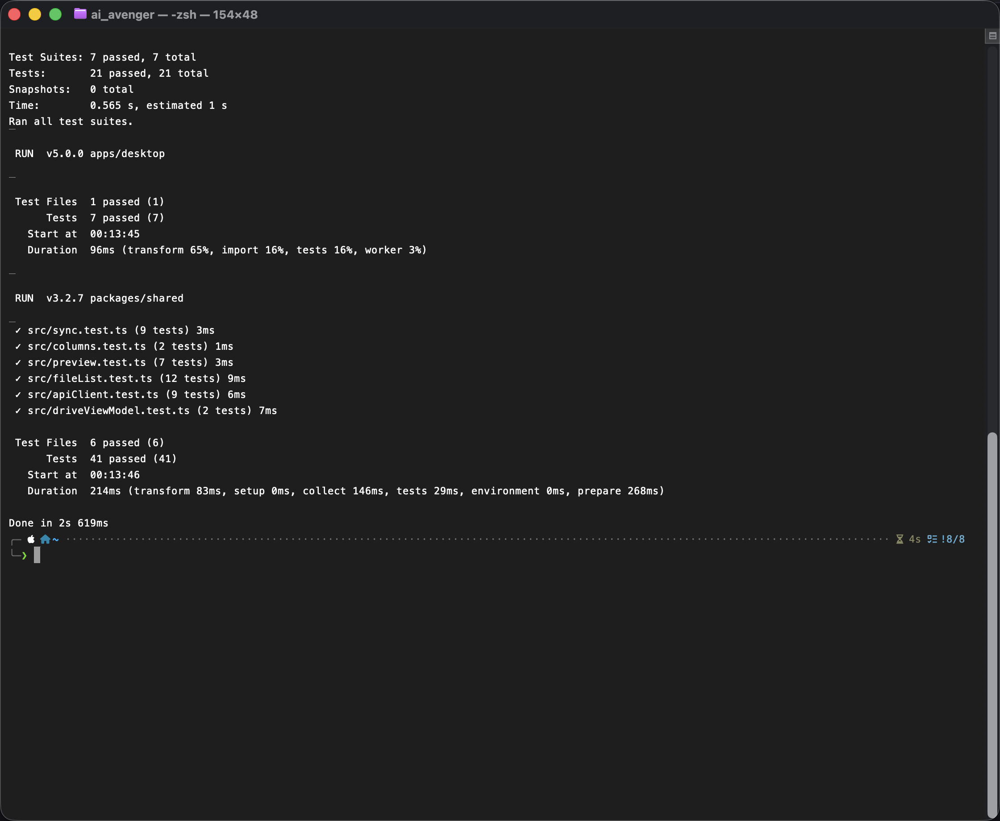 ai_avenger — -zsh — 154×48
Test Suites: 7 passed, 7 total
Tests:       21 passed, 21 total
Snapshots:   0 total
Time:        0.565 s, estimated 1 s
Ran all test suites.
_
 RUN  v5.0.0 apps/desktop
_
 Test Files  1 passed (1)
      Tests  7 passed (7)
   Start at  00:13:45
   Duration  96ms (transform 65%, import 16%, tests 16%, worker 3%)
_
 RUN  v3.2.7 packages/shared
_
 ✓ src/sync.test.ts (9 tests) 3ms
 ✓ src/columns.test.ts (2 tests) 1ms
 ✓ src/preview.test.ts (7 tests) 3ms
 ✓ src/fileList.test.ts (12 tests) 9ms
 ✓ src/apiClient.test.ts (9 tests) 6ms
 ✓ src/driveViewModel.test.ts (2 tests) 7ms
 Test Files  6 passed (6)
      Tests  41 passed (41)
   Start at  00:13:46
   Duration  214ms (transform 83ms, setup 0ms, collect 146ms, tests 29ms, environment 0ms, prepare 268ms)
Done in 2s 619ms
~ 4s !8/8
❯